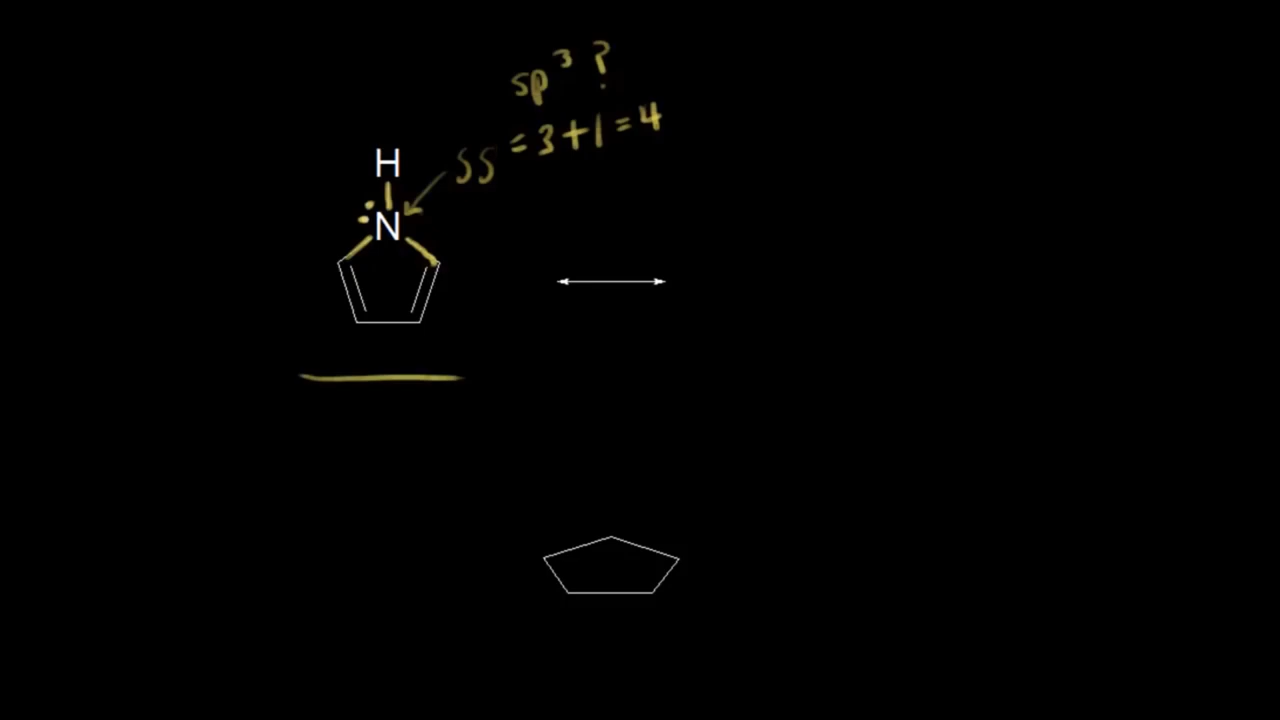 sp³ ?
SS = 3 + 1 = 4
H
N